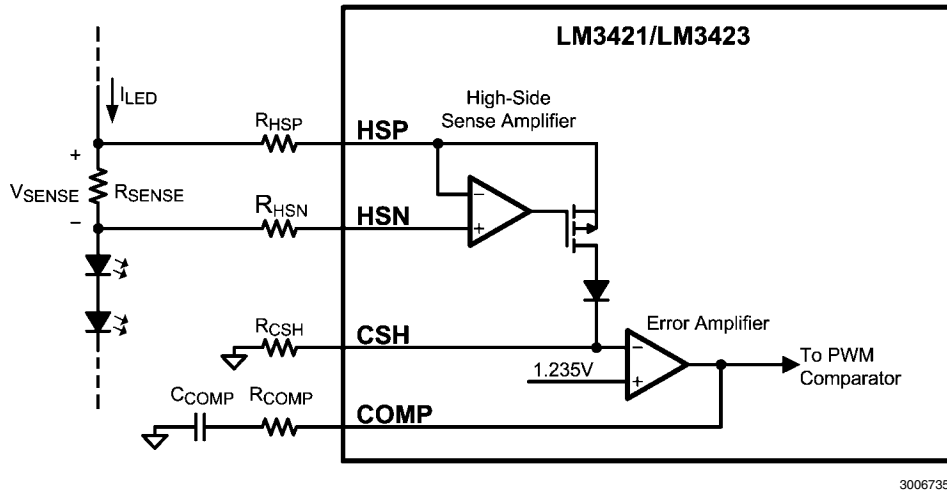 LM3421/LM3423
ILED
High-Side
Sense Amplifier
RHSP
HSP
+
VSENSE
RSENSE
−
RHSN
HSN
−
+
RCSH
CSH
Error Amplifier
−
1.235V
+
To PWM
Comparator
CCOMP
RCOMP
COMP
3006735